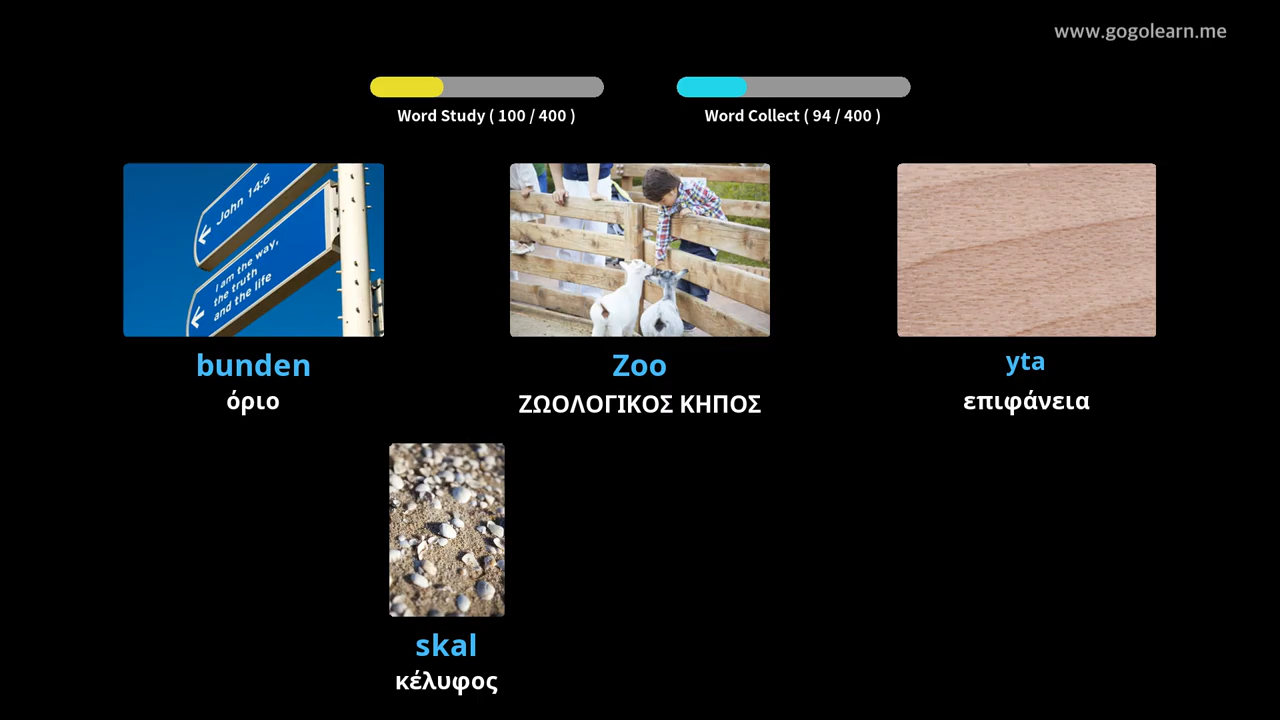 www.gogolearn.me
Word Study ( 100 / 400 )
Word Collect ( 94 / 400 )
John 14:6
I am the way,
the truth
and the life
bunden
όριο
Zoo
ΖΩΟΛΟΓΙΚΟΣ ΚΗΠΟΣ
yta
επιφάνεια
skal
κέλυφος